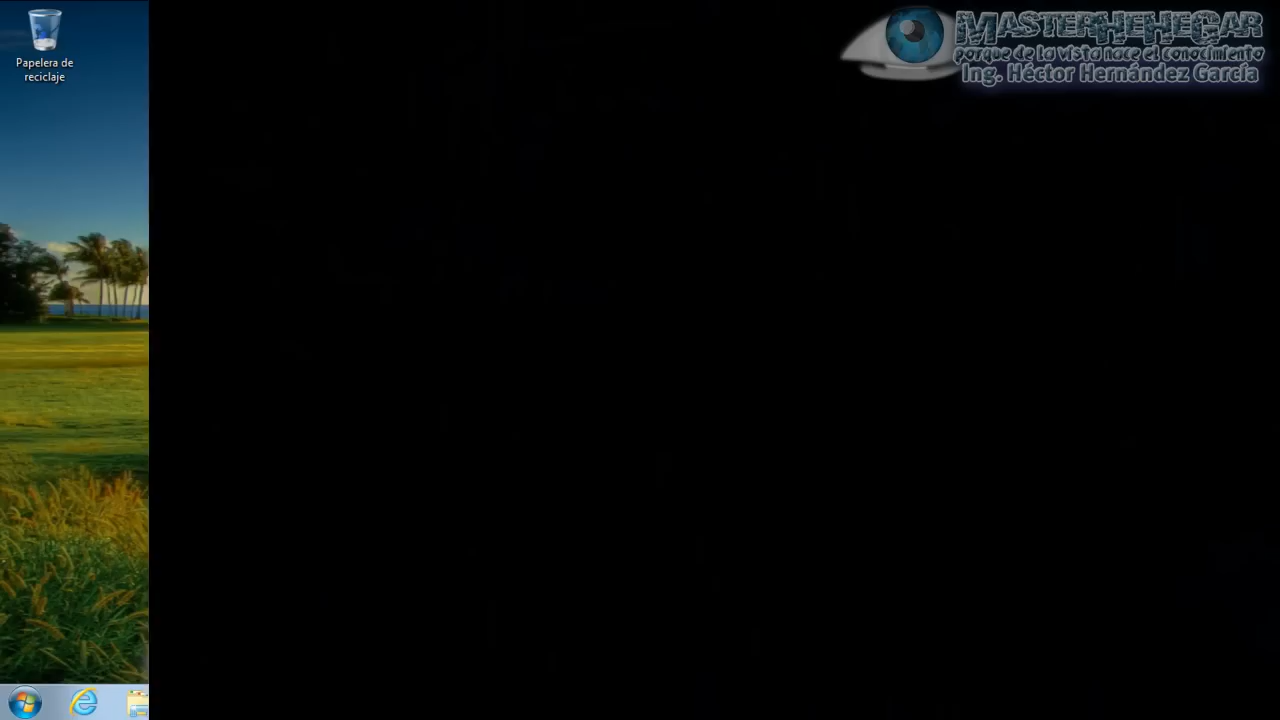 Papelera de
reciclaje
MASTERHEHEGAR
porque de la vista nace el conocimiento
Ing. Héctor Hernández García